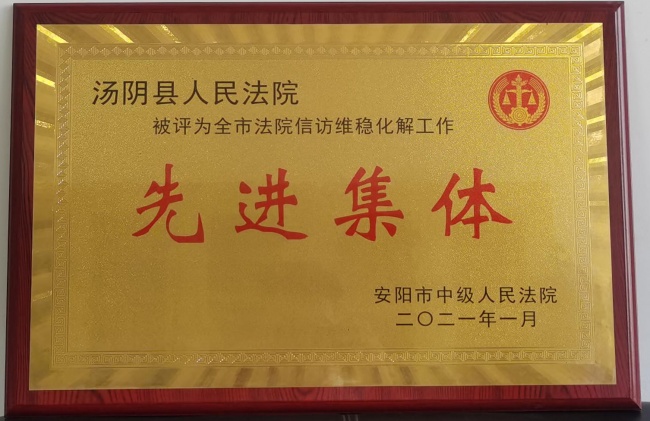 汤阴县人民法院
被评为全市法院信访维稳化解工作
先进集体
安阳市中级人民法院
二〇二一年一月